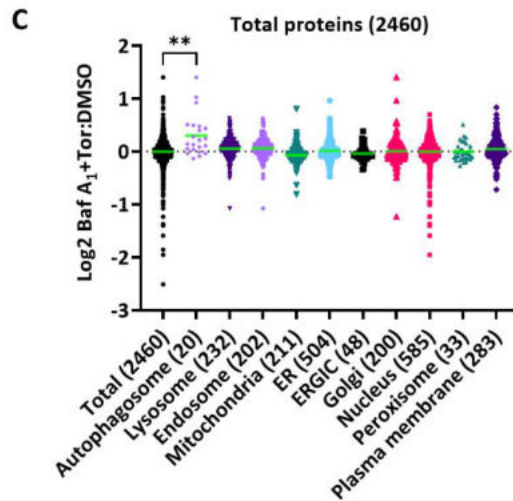 C
Total proteins (2460)
**
Log2 Baf A1+Tor:DMSO
2
1
0
-1
-2
-3
Total (2460)
Autophagosome (20)
Lysosome (232)
Endosome (202)
Mitochondria (211)
ER (504)
ERGIC (48)
Golgi (200)
Nucleus (585)
Peroxisome (33)
Plasma membrane (283)